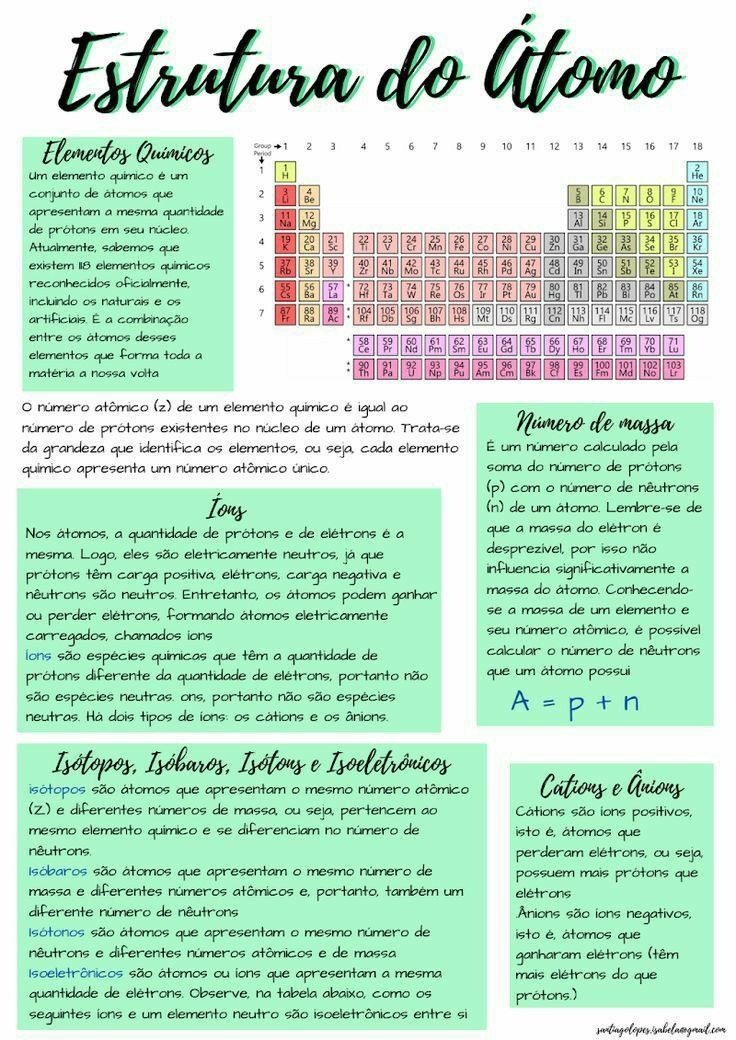 Estrutura do Átomo
Elementos Químicos
Um elemento químico é um
conjunto de átomos que
apresentam a mesma quantidade
de prótons em seu núcleo.
Atualmente, sabemos que
existem 118 elementos químicos
reconhecidos oficialmente,
incluindo os naturais e os
artificiais. É a combinação
entre os átomos desses
elementos que forma toda a
matéria a nossa volta
Group → 1 2 3 4 5 6 7 8 9 10 11 12 13 14 15 16 17 18
Period
1 1 2
H He
2 3 4 5 6 7 8 9 10
Li Be B C N O F Ne
3 11 12 13 14 15 16 17 18
Na Mg Al Si P S Cl Ar
4 19 20 21 22 23 24 25 26 27 28 29 30 31 32 33 34 35 36
K Ca Sc Ti V Cr Mn Fe Co Ni Cu Zn Ga Ge As Se Br Kr
5 37 38 39 40 41 42 43 44 45 46 47 48 49 50 51 52 53 54
Rb Sr Y Zr Nb Mo Tc Ru Rh Pd Ag Cd In Sn Sb Te I Xe
6 55 56 57 * 72 73 74 75 76 77 78 79 80 81 82 83 84 85 86
Cs Ba La Hf Ta W Re Os Ir Pt Au Hg Tl Pb Bi Po At Rn
7 87 88 89 * 104 105 106 107 108 109 110 111 112 113 114 115 116 117 118
Fr Ra Ac * Rf Db Sg Bh Hs Mt Ds Rg Cn Nh Fl Mc Lv Ts Og
* 58 59 60 61 62 63 64 65 66 67 68 69 70 71
Ce Pr Nd Pm Sm Eu Gd Tb Dy Ho Er Tm Yb Lu
* 90 91 92 93 94 95 96 97 98 99 100 101 102 103
* Th Pa U Np Pu Am Cm Bk Cf Es Fm Md No Lr
O número atômico (z) de um elemento químico é igual ao
número de prótons existentes no núcleo de um átomo. Trata-se
da grandeza que identifica os elementos, ou seja, cada elemento
químico apresenta um número atômico único.
Número de massa
É um número calculado pela
soma do número de prótons
(p) com o número de nêutrons
(n) de um átomo. Lembre-se de
que a massa do elétron é
desprezível, por isso não
influencia significativamente a
massa do átomo. Conhecendo-
se a massa de um elemento e
seu número atômico, é possível
calcular o número de nêutrons
que um átomo possui
A = p + n
Íons
Nos átomos, a quantidade de prótons e de elétrons é a
mesma. Logo, eles são eletricamente neutros, já que
prótons têm carga positiva, elétrons, carga negativa e
nêutrons são neutros. Entretanto, os átomos podem ganhar
ou perder elétrons, formando átomos eletricamente
carregados, chamados íons
Íons são espécies químicas que têm a quantidade de
prótons diferente da quantidade de elétrons, portanto não
são espécies neutras. ons, portanto não são espécies
neutras. Há dois tipos de íons: os cátions e os ânions.
Isótopos, Isóbaros, Isótons e Isoeletrônicos
isótopos são átomos que apresentam o mesmo número atômico
(Z) e diferentes números de massa, ou seja, pertencem ao
mesmo elemento químico e se diferenciam no número de
nêutrons.
Isóbaros são átomos que apresentam o mesmo número de
massa e diferentes números atômicos e, portanto, também um
diferente número de nêutrons
Isótonos são átomos que apresentam o mesmo número de
nêutrons e diferentes números atômicos e de massa
Isoeletrônicos são átomos ou íons que apresentam a mesma
quantidade de elétrons. Observe, na tabela abaixo, como os
seguintes íons e um elemento neutro são isoeletrônicos entre si
Cátions e Ânions
Cátions são íons positivos,
isto é, átomos que
perderam elétrons, ou seja,
possuem mais prótons que
elétrons
.Ânions são íons negativos,
isto é, átomos que
ganharam elétrons (têm
mais elétrons do que
prótons.)
santiagolopes.isabela@gmail.com